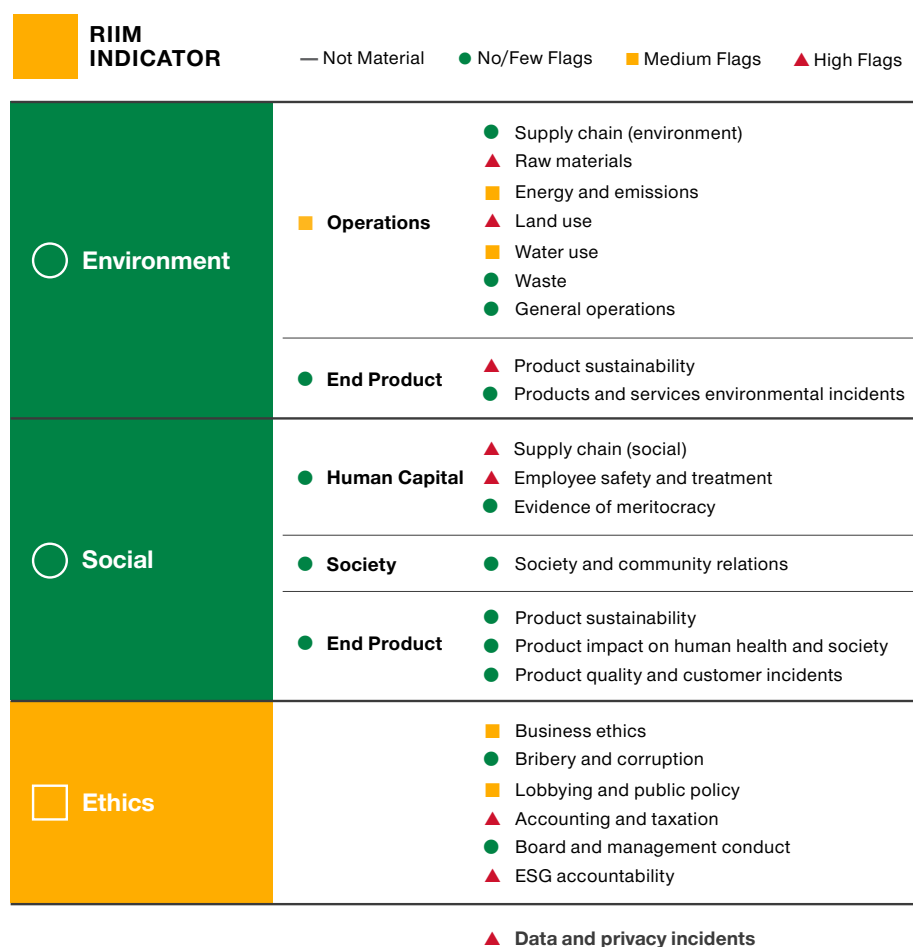 RIIM
INDICATOR
Not Material
No/Few Flags
Medium Flags
High Flags
Environment
Operations
Supply chain (environment)
Raw materials
Energy and emissions
Land use
Water use
Waste
General operations
End Product
Product sustainability
Products and services environmental incidents
Social
Human Capital
Supply chain (social)
Employee safety and treatment
Evidence of meritocracy
Society
Society and community relations
End Product
Product sustainability
Product impact on human health and society
Product quality and customer incidents
Ethics
Business ethics
Bribery and corruption
Lobbying and public policy
Accounting and taxation
Board and management conduct
ESG accountability
Data and privacy incidents